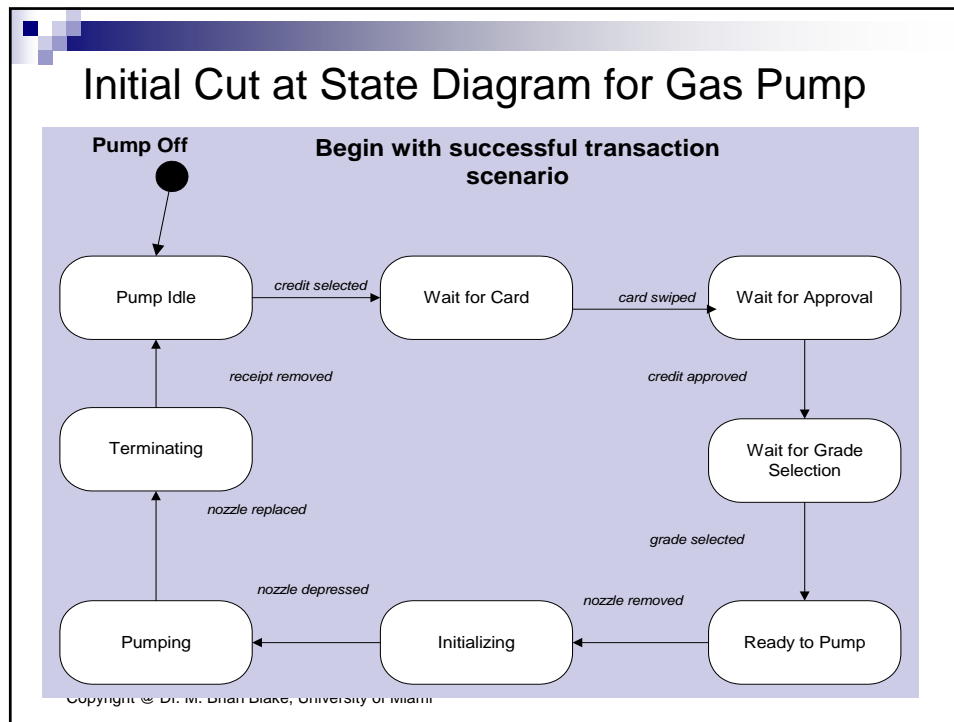 Initial Cut at State Diagram for Gas Pump
Pump Off
Begin with successful transaction
scenario
Pump Idle
credit selected
Wait for Card
card swiped
Wait for Approval
receipt removed
credit approved
Terminating
Wait for Grade
Selection
nozzle replaced
grade selected
nozzle depressed
nozzle removed
Pumping
Initializing
Ready to Pump
Copyright @ Dr. M. Brian Blake, University of Miami